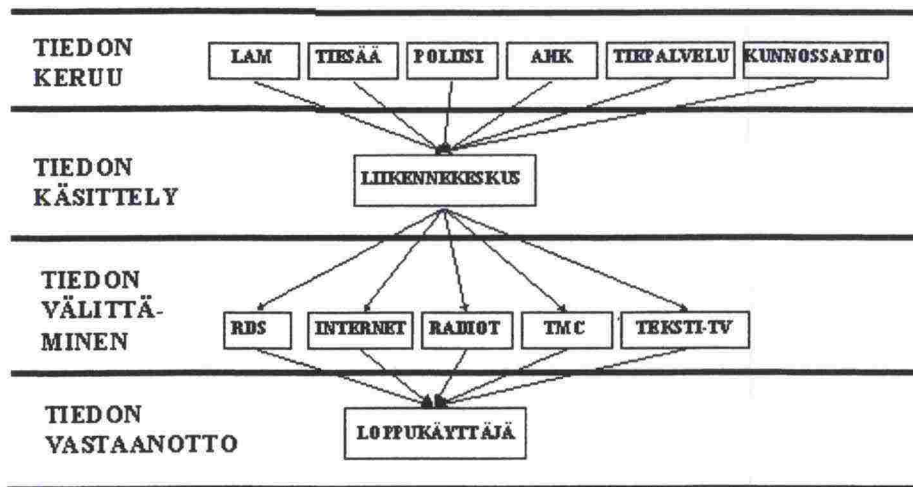 TIEDON
KERUU
LAM TIESÄÄ POLIISI AHK TIEPALVELU KUNNOSSAPITO
TIEDON
KÄSITTELY
LIIKENNEKESKUS
TIEDON
VÄLITTÄ-
MINEN
RDS INTERNET RADIOT TMC TEKSTI-TV
TIEDON
VASTAANOTTO
LOPPUKÄYTTÄJÄ